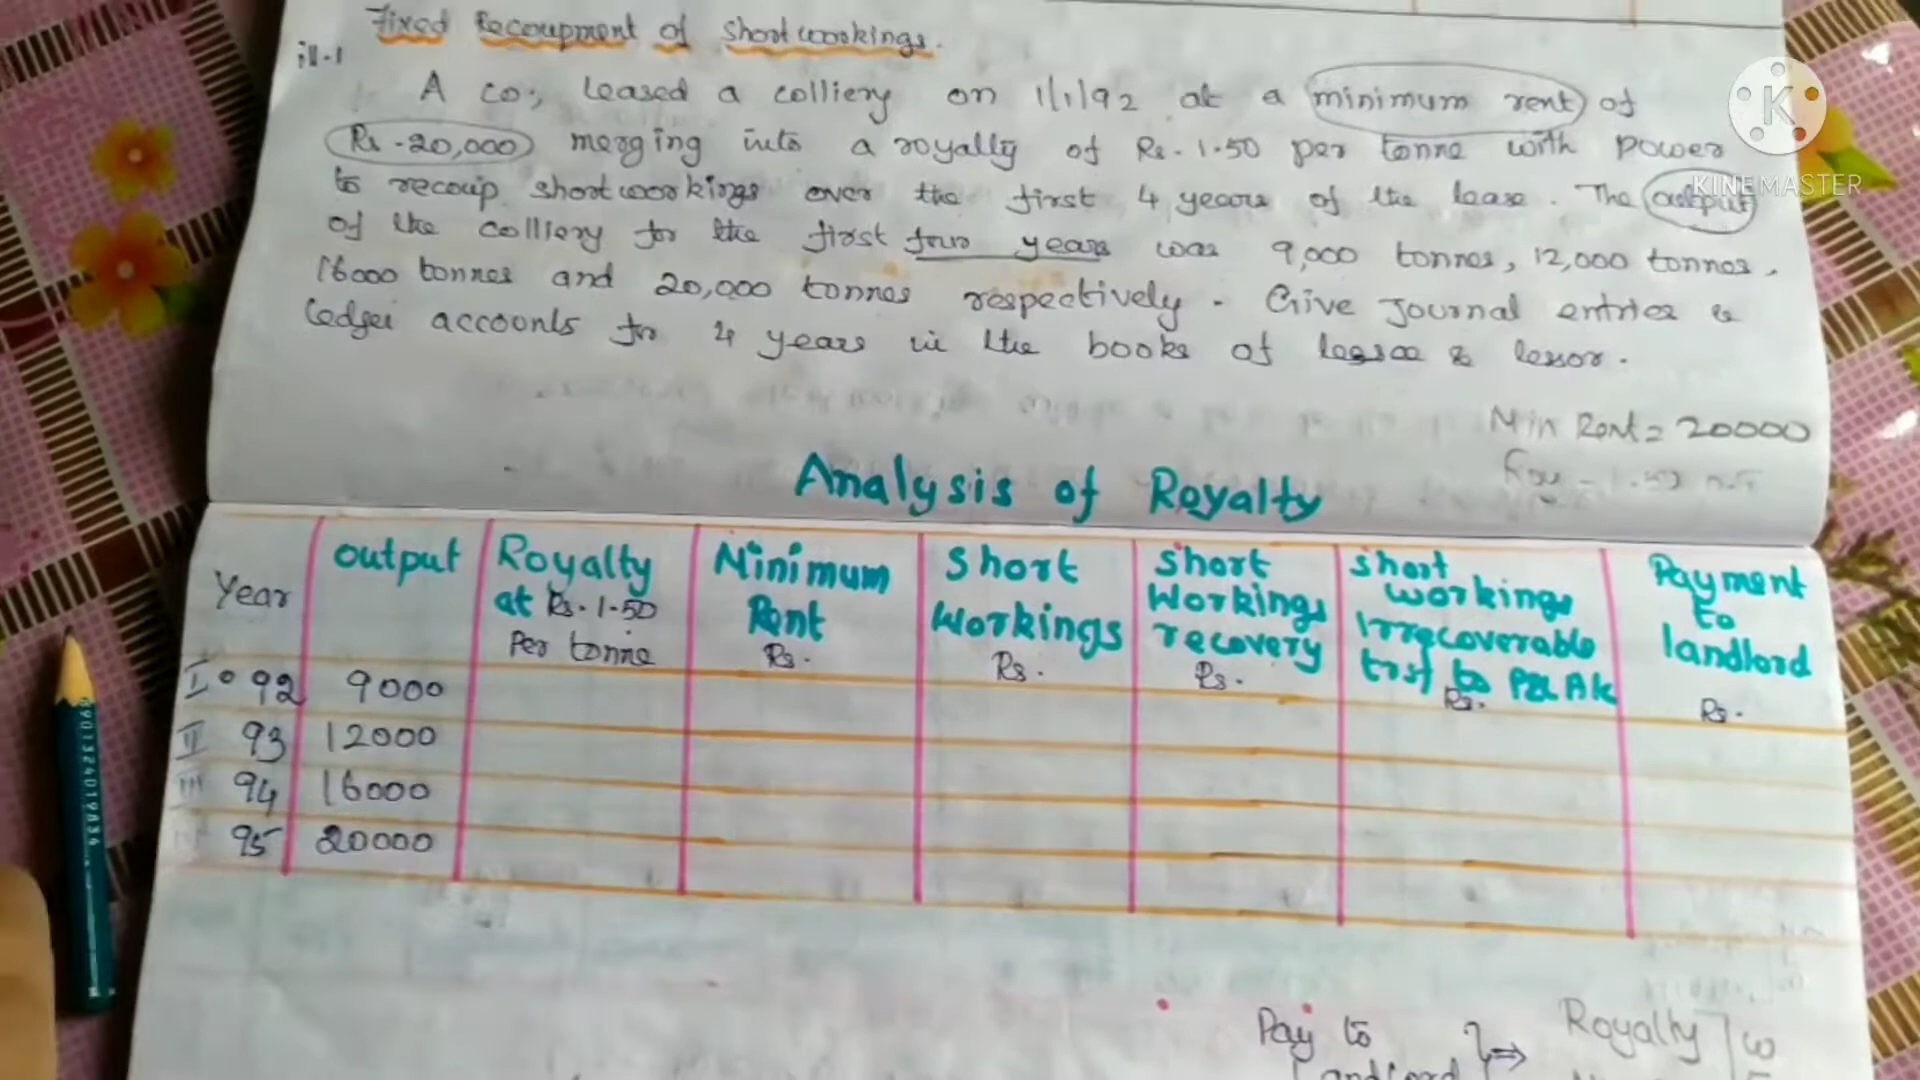 Fixed Recoupment of Shortworkings.
ill-1
A co:, leased a colliery on 1/1/92 at a minimum rent of
Rs-20,000 merging into a royalty of Rs-1.50 per tonne with power
to recoup shortworkings over the first 4 years of the lease. The output
of the colliery for the first four years was 9,000 tonnes, 12,000 tonnes,
16000 tonnes and 20,000 tonnes respectively. Give Journal entries &
ledger accounts for 4 years in the books of lessee & lessor.
Min Rent = 20000
Analysis of Royalty
Year
output
Royalty
at Rs.1-50
Per tonne
Minimum
Rent
Rs.
Short
Workings
Rs.
Short
Workings
recovery
Rs.
short
workings
Irrecoverable
trsf to P&L A/c
Rs.
Payment
to
landlord
Rs.
I 92 9000
II 93 12000
III 94 16000
95 20000
Pay to
Landlord
⇒
Royalty
KINEMASTER
K
8901324019836